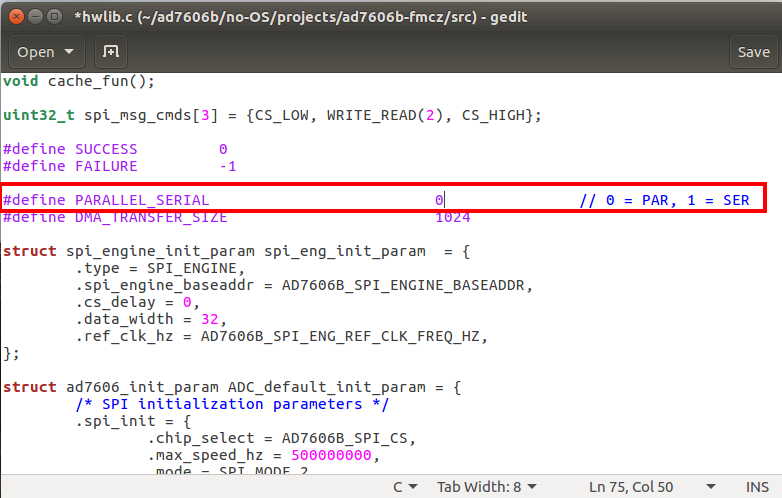 *hwlib.c (~/ad7606b/no-OS/projects/ad7606b-fmcz/src) - gedit
Open Save
void cache_fun();
uint32_t spi_msg_cmds[3] = {CS_LOW, WRITE_READ(2), CS_HIGH};
#define SUCCESS 0
#define FAILURE -1
#define PARALLEL_SERIAL 0 // 0 = PAR, 1 = SER
#define DMA_TRANSFER_SIZE 1024
struct spi_engine_init_param spi_eng_init_param = {
.type = SPI_ENGINE,
.spi_engine_baseaddr = AD7606B_SPI_ENGINE_BASEADDR,
.cs_delay = 0,
.data_width = 32,
.ref_clk_hz = AD7606B_SPI_ENG_REF_CLK_FREQ_HZ,
};
struct ad7606_init_param ADC_default_init_param = {
/* SPI initialization parameters */
.spi_init = {
.chip_select = AD7606B_SPI_CS,
.max_speed_hz = 500000000,
.mode = SPI_MODE_2,
C Tab Width: 8 Ln 75, Col 50 INS